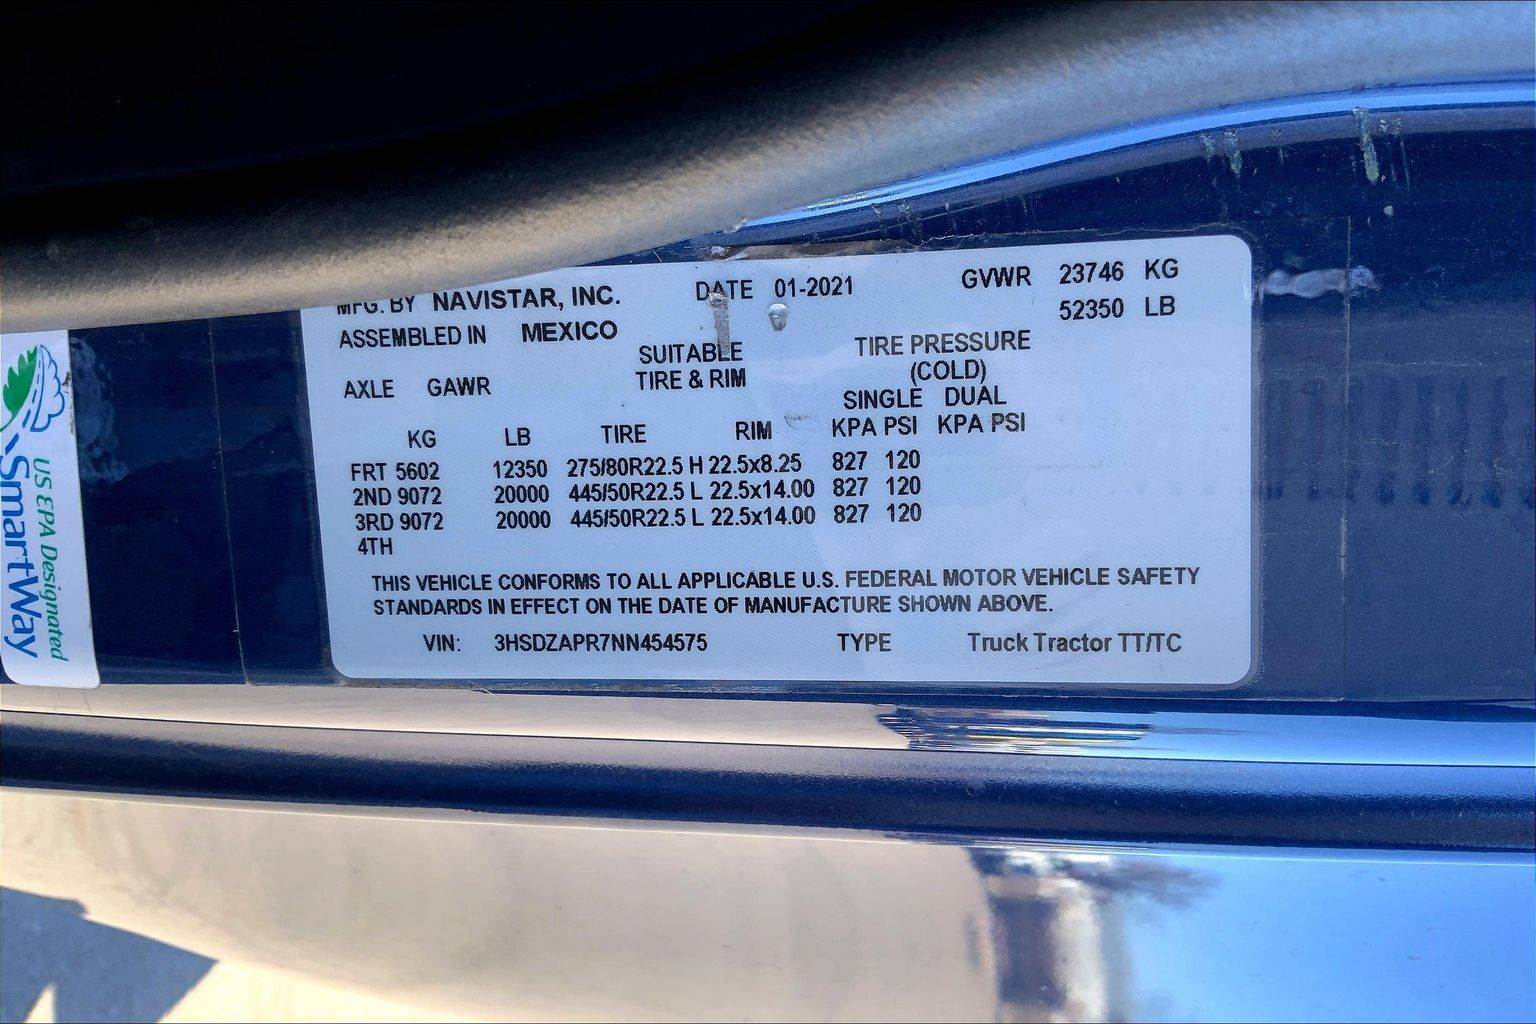 MFG. BY NAVISTAR, INC. DATE 01-2021 GVWR 23746 KG
52350 LB
ASSEMBLED IN MEXICO
SUITABLE TIRE PRESSURE
TIRE & RIM (COLD)
AXLE GAWR SINGLE DUAL
KG LB TIRE RIM KPA PSI KPA PSI
FRT 5602 12350 275/80R22.5 H 22.5x8.25 827 120
2ND 9072 20000 445/50R22.5 L 22.5x14.00 827 120
3RD 9072 20000 445/50R22.5 L 22.5x14.00 827 120
4TH
THIS VEHICLE CONFORMS TO ALL APPLICABLE U.S. FEDERAL MOTOR VEHICLE SAFETY
STANDARDS IN EFFECT ON THE DATE OF MANUFACTURE SHOWN ABOVE.
VIN: 3HSDZAPR7NN454575 TYPE Truck Tractor TT/TC
US EPA Designated
SmartWay